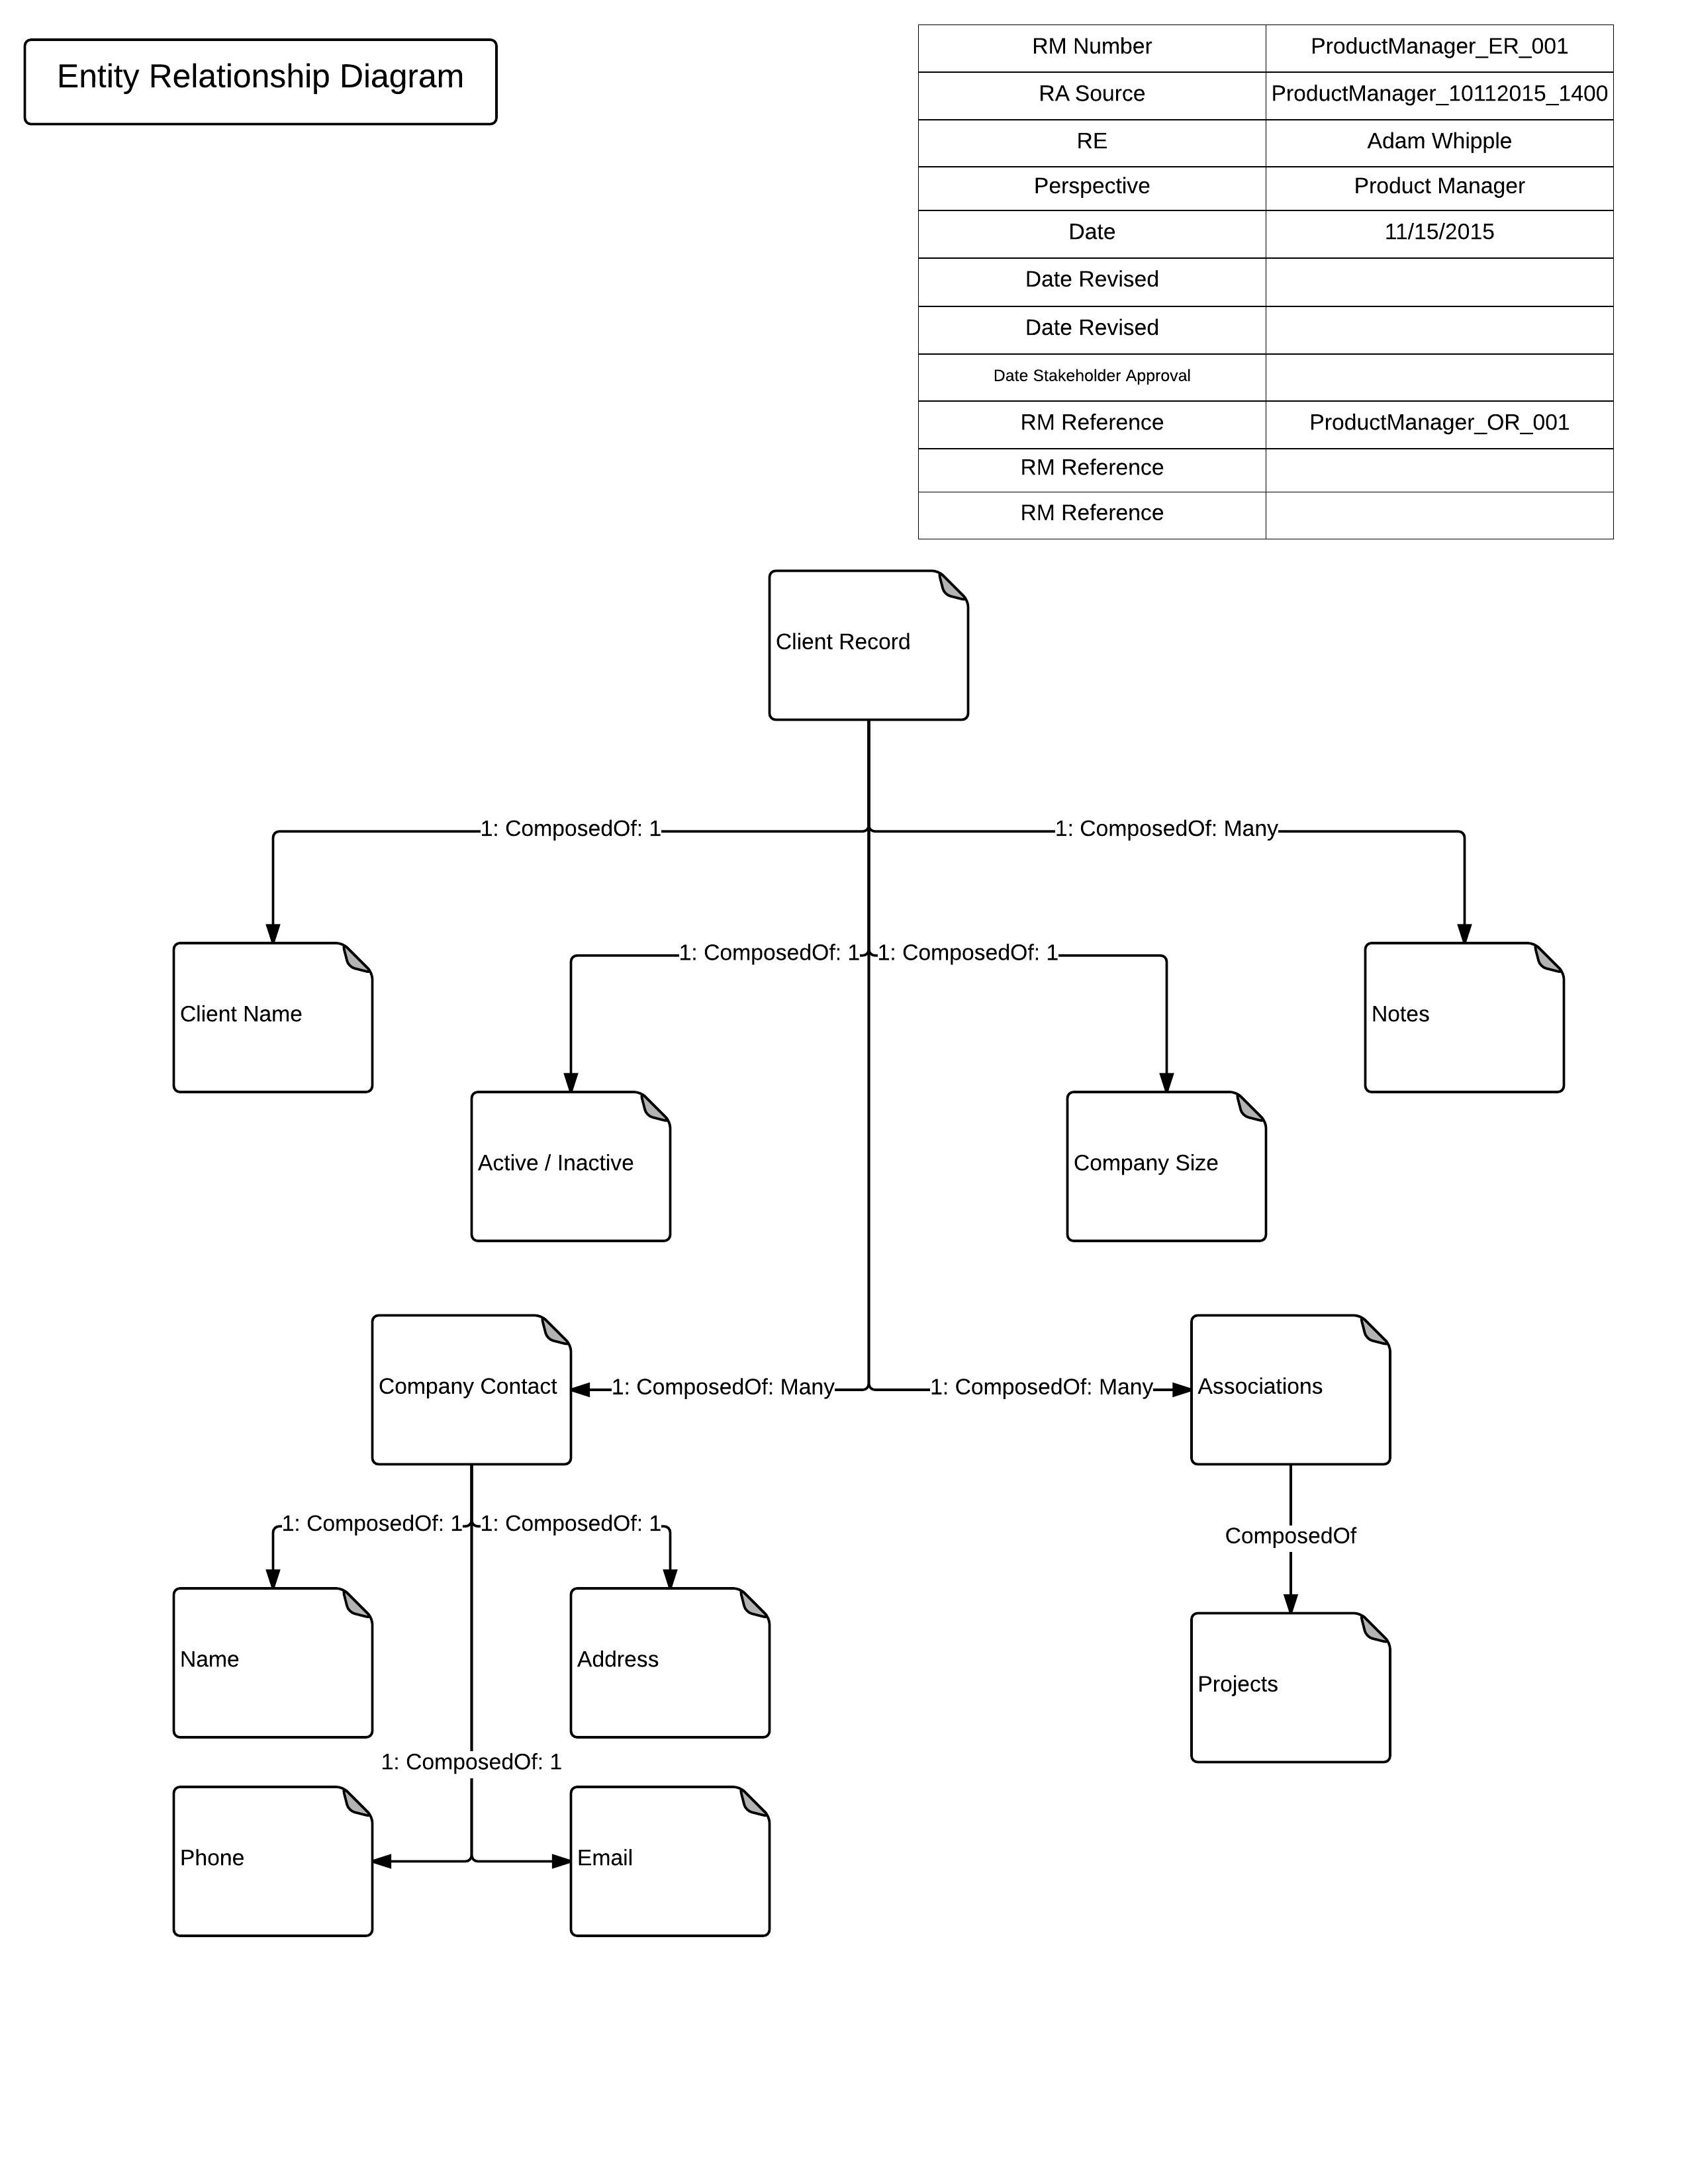 Entity Relationship Diagram
RM Number ProductManager_ER_001
RA Source ProductManager_10112015_1400
RE Adam Whipple
Perspective Product Manager
Date 11/15/2015
Date Revised
Date Revised
Date Stakeholder Approval
RM Reference ProductManager_OR_001
RM Reference
RM Reference
Client Record
1: ComposedOf: 1
1: ComposedOf: Many
1: ComposedOf: 1
1: ComposedOf: 1
Client Name
Notes
Active / Inactive
Company Size
Company Contact
1: ComposedOf: Many
1: ComposedOf: Many
Associations
1: ComposedOf: 1
1: ComposedOf: 1
ComposedOf
Name
Address
Projects
1: ComposedOf: 1
Phone
Email